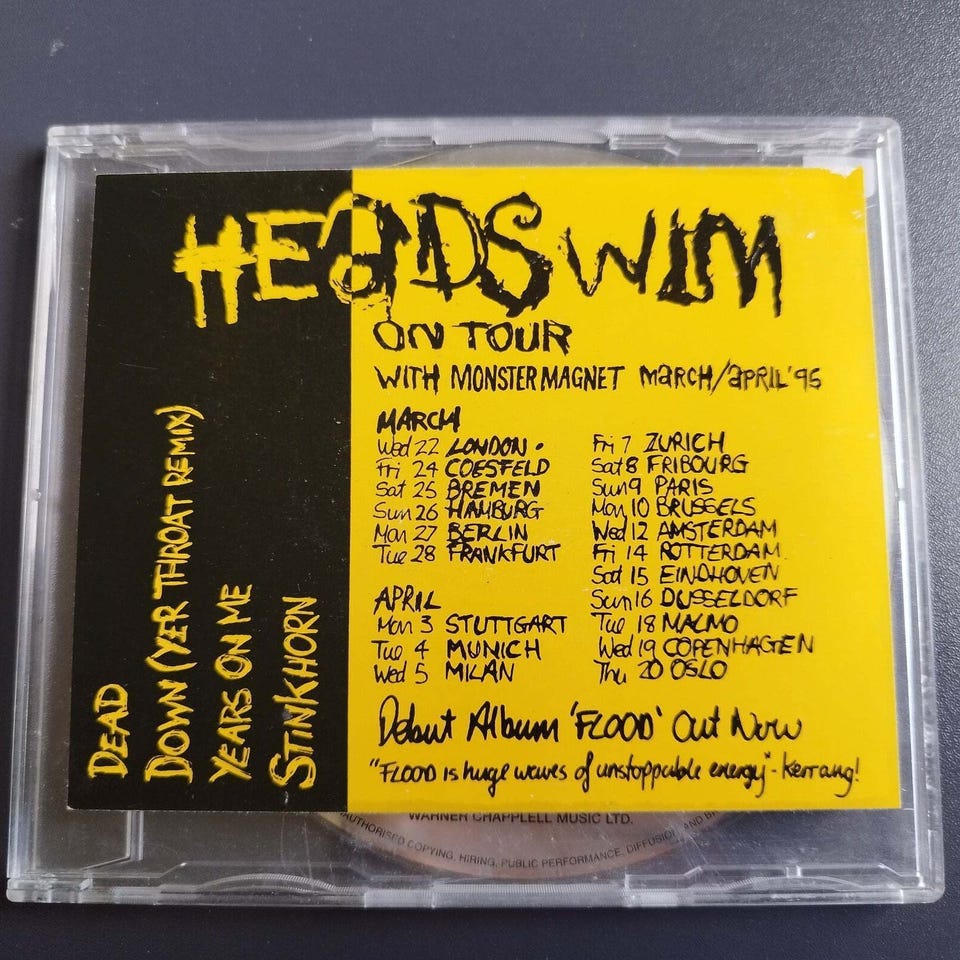 HEADSWIM
ON TOUR
WITH MONSTER MAGNET MARCH/APRIL '95
MARCH
Wed 22 LONDON •
Fri 24 COESFELD
Sat 25 BREMEN
Sun 26 HAMBURG
Mon 27 BERLIN
Tue 28 FRANKFURT
APRIL
Mon 3 STUTTGART
Tue 4 MUNICH
Wed 5 MILAN
Fri 7 ZURICH
Sat 8 FRIBOURG
Sun 9 PARIS
Mon 10 BRUSSELS
Wed 12 AMSTERDAM
Fri 14 ROTTERDAM
Sat 15 EINDHOVEN
Sun 16 DUSSELDORF
Tue 18 MALMO
Wed 19 COPENHAGEN
Thu 20 OSLO
Debut Album 'FLOOD' Out Now
"FLOOD is huge waves of unstoppable energy" - Kerrang!
DEAD
DOWN (YER THROAT REMIX)
YEARS ON ME
STINKHORN
WARNER CHAPPLELL MUSIC LTD.
COPYING, HIRING, PUBLIC PERFORMANCE, DIFFUSION AND